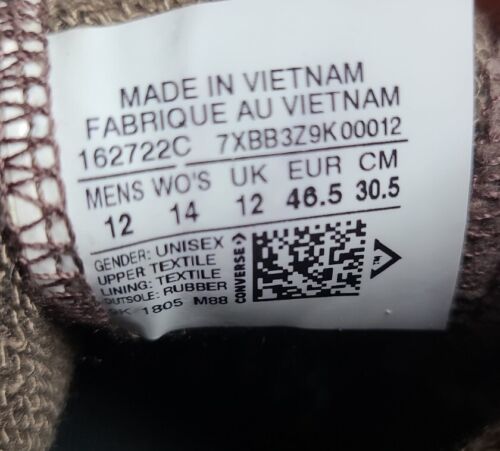 MADE IN VIETNAM
FABRIQUE AU VIETNAM
162722C 7XBB3Z9K00012
MENS WO'S UK EUR CM
12 14 12 46.5 30.5
GENDER: UNISEX
UPPER TEXTILE
LINING: TEXTILE
OUTSOLE: RUBBER
1805 M88
CONVERSE
TM